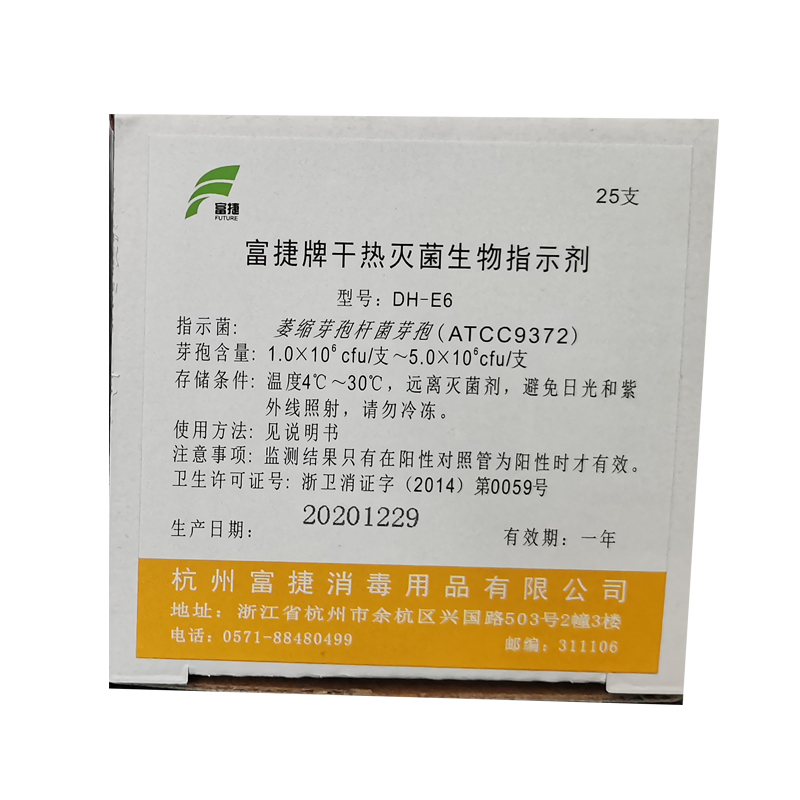 富捷
FUTURE
25支
富捷牌干热灭菌生物指示剂
型号：DH-E6
指示菌： 萎缩芽孢杆菌芽孢(ATCC9372)
芽孢含量：1.0×10⁶cfu/支～5.0×10⁶cfu/支
存储条件：温度4℃～30℃，远离灭菌剂，避免日光和紫
外线照射，请勿冷冻。
使用方法：见说明书
注意事项：监测结果只有在阳性对照管为阳性时才有效。
卫生许可证号：浙卫消证字（2014）第0059号
生产日期： 20201229 有效期：一年
杭州富捷消毒用品有限公司
地址：浙江省杭州市余杭区兴国路503号2幢3楼
电话：0571-88480499 邮编：311106